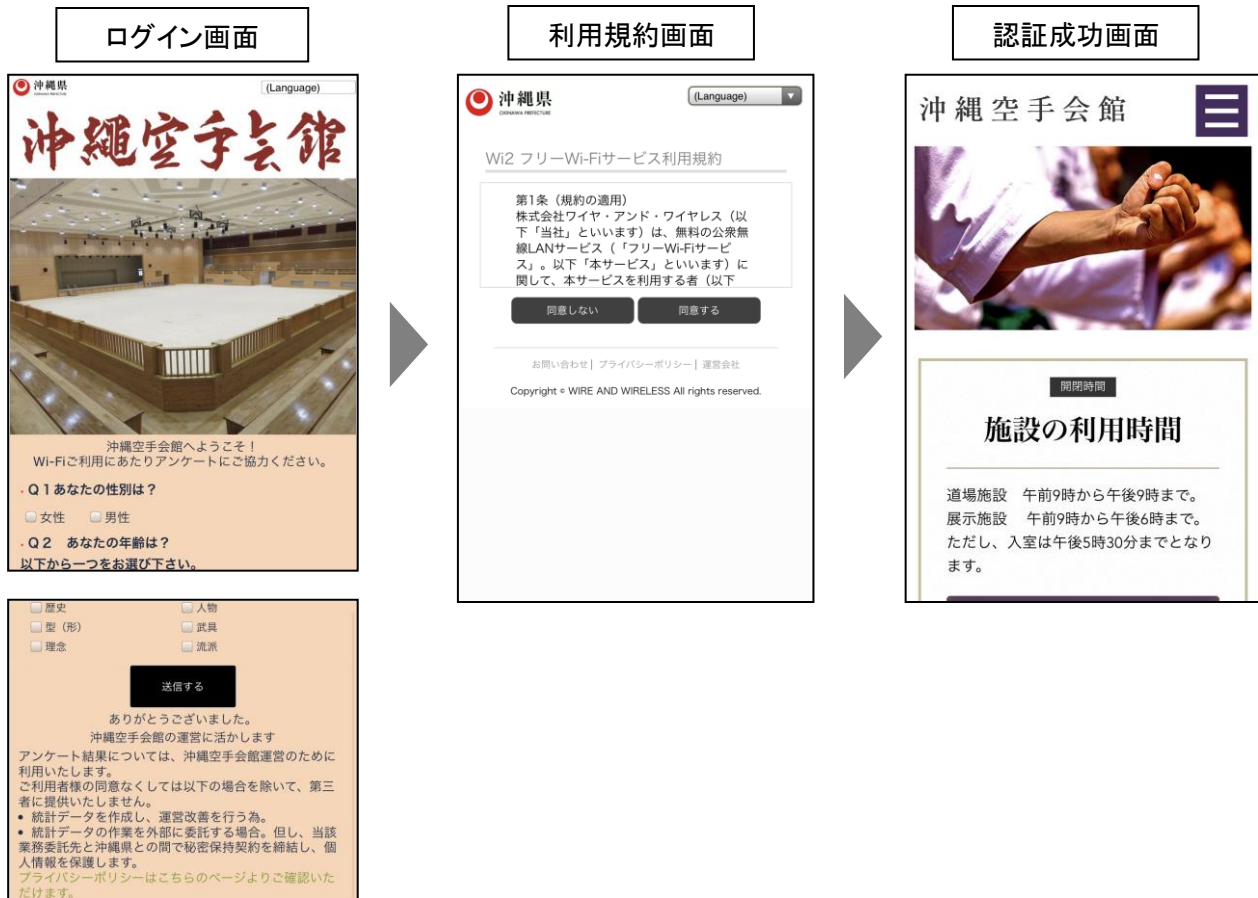 ログイン画面
沖縄県
OKINAWA PREFECTURE
(Language)
沖縄空手会館
沖縄空手会館へようこそ！
Wi-Fiご利用にあたりアンケートにご協力ください。
・Q１あなたの性別は？
女性 男性
・Q２ あなたの年齢は？
以下から一つをお選び下さい。
歴史 人物
型（形） 武具
理念 流派
送信する
ありがとうございました。
沖縄空手会館の運営に活かします
アンケート結果については、沖縄空手会館運営のために
利用いたします。
ご利用者様の同意なくしては以下の場合を除いて、第三
者に提供いたしません。
• 統計データを作成し、運営改善を行う為。
• 統計データの作業を外部に委託する場合。但し、当該
業務委託先と沖縄県との間で秘密保持契約を締結し、個
人情報を保護します。
プライバシーポリシーはこちらのページよりご確認いた
だけます。
利用規約画面
沖縄県
OKINAWA PREFECTURE
(Language)
Wi2 フリーWi-Fiサービス利用規約
第1条（規約の適用）
株式会社ワイヤ・アンド・ワイヤレス（以
下「当社」といいます）は、無料の公衆無
線LANサービス（「フリーWi-Fiサービ
ス」。以下「本サービス」といいます）に
関して、本サービスを利用する者（以下
同意しない 同意する
お問い合わせ | プライバシーポリシー | 運営会社
Copyright © WIRE AND WIRELESS All rights reserved.
認証成功画面
沖縄空手会館
開閉時間
施設の利用時間
道場施設 午前9時から午後9時まで。
展示施設 午前9時から午後6時まで。
ただし、入室は午後5時30分までとなり
ます。